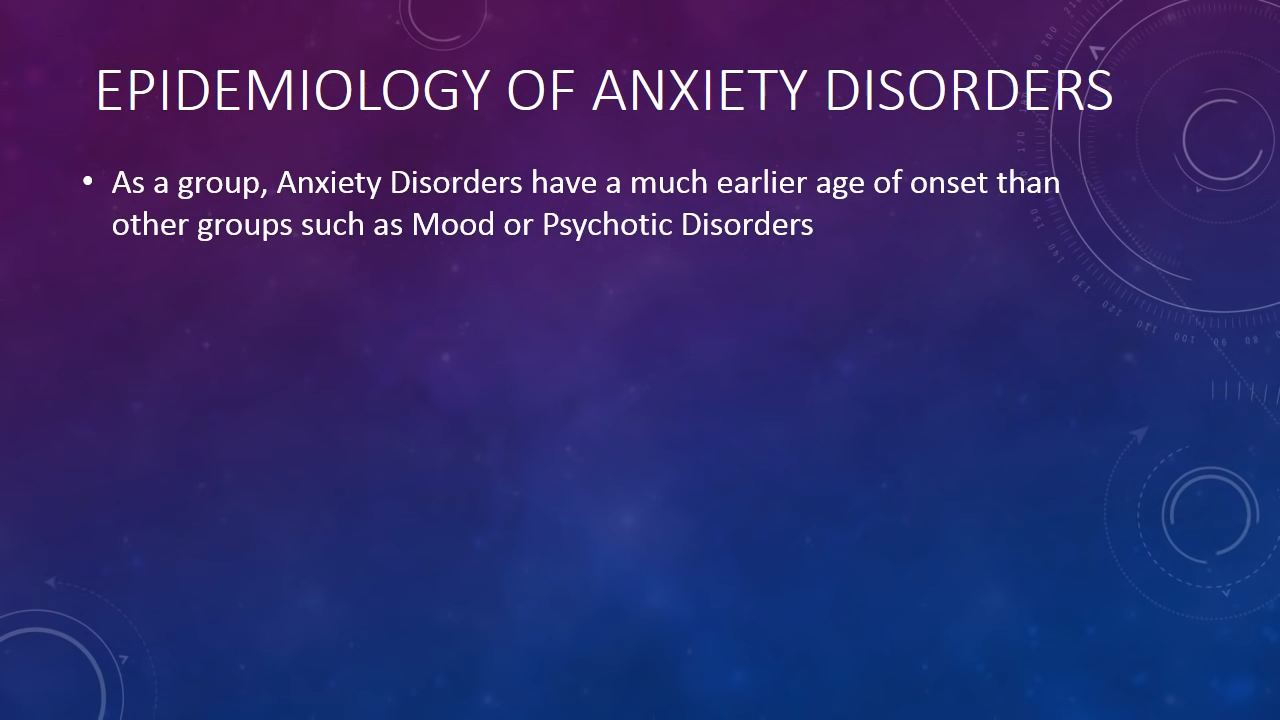 EPIDEMIOLOGY OF ANXIETY DISORDERS
• As a group, Anxiety Disorders have a much earlier age of onset than
other groups such as Mood or Psychotic Disorders